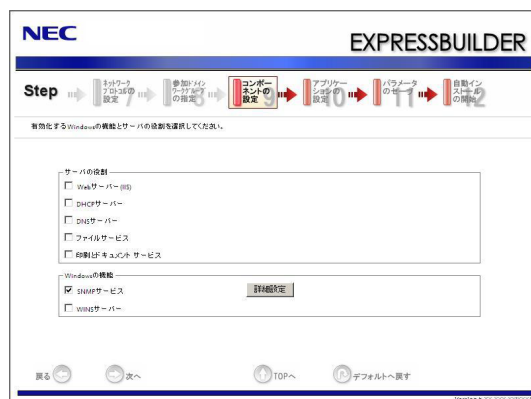 NEC
EXPRESSBUILDER
Step
ネットワーク
プロトコルの
設定
7
参加ドメイン
ワークグループ
の指定
8
コンポー
ネントの
設定
9
アプリケー
ションの
設定
10
パラメータ
のセーブ
11
自動イン
ストール
の開始
12
有効化するWindowsの機能とサーバの役割を選択してください。
サーバの役割
Webサーバー(IIS)
DHCPサーバー
DNSサーバー
ファイルサービス
印刷とドキュメント サービス
Windowsの機能
SNMPサービス
詳細設定
WINSサーバー
戻る
次へ
TOPへ
デフォルトへ戻す